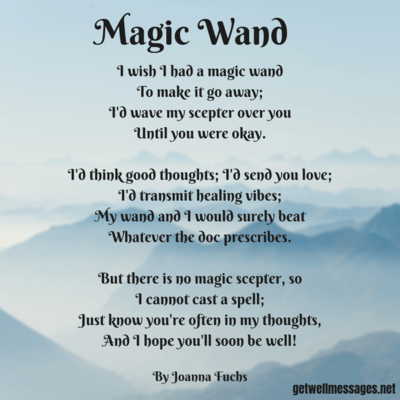 Magic Wand
I wish I had a magic wand
To make it go away;
I'd wave my scepter over you
Until you were okay.
I'd think good thoughts; I'd send you love;
I'd transmit healing vibes;
My wand and I would surely beat
Whatever the doc prescribes.
But there is no magic scepter, so
I cannot cast a spell;
Just know you're often in my thoughts,
And I hope you'll soon be well!
By Joanna Fuchs
getwellmessages.net